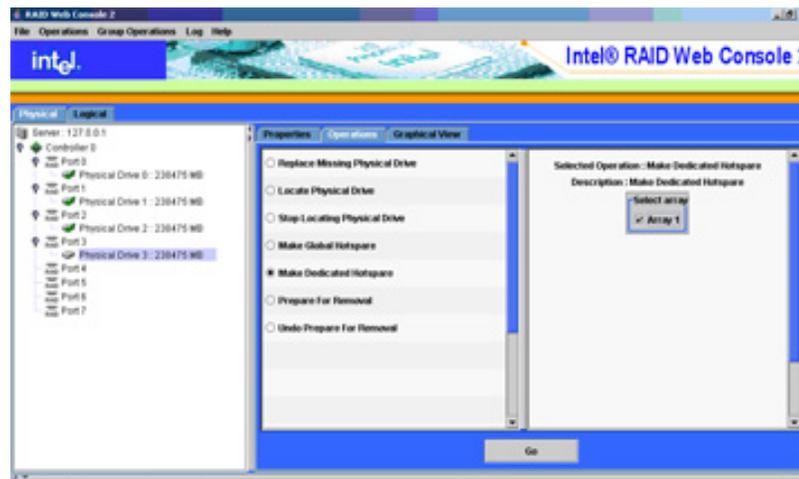 RAID Web Console 2
File Operations Group Operations Log Help
intel.
Intel® RAID Web Console
Physical Logical
Server : 127.0.0.1
Controller 0
Port 0
Physical Drive 0 : 238475 MB
Port 1
Physical Drive 1 : 238475 MB
Port 2
Physical Drive 2 : 238475 MB
Port 3
Physical Drive 3 : 238475 MB
Port 4
Port 5
Port 6
Port 7
Properties Operations Graphical View
Replace Missing Physical Drive
Locate Physical Drive
Stop Locating Physical Drive
Make Global Hotspare
Make Dedicated Hotspare
Prepare For Removal
Undo Prepare For Removal
Selected Operation : Make Dedicated Hotspare
Description : Make Dedicated Hotspare
Select array
Array 1
Go